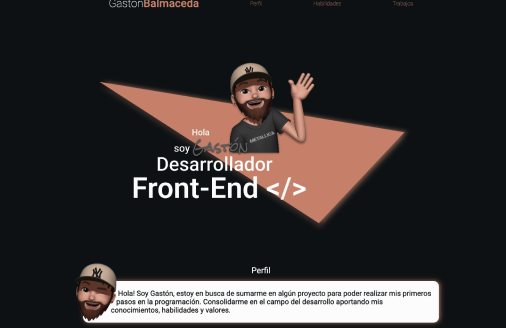 GastónBalmaceda
Perfil
Habilidades
Trabajos
METALLICA
Hola
soy Gastón
Desarrollador
Front-End </>
Perfil
Hola! Soy Gastón, estoy en busca de sumarme en algún proyecto para poder realizar mis primeros
pasos en la programación. Consolidarme en el campo del desarrollo aportando mis
conocimientos, habilidades y valores.